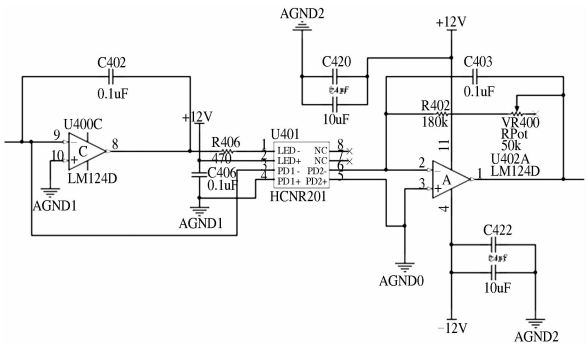 AGND2
+12V
C402
0.1uF
C420
10uF
C403
0.1uF
R402
180k
VR400
RPot
50k
U400C
9
10
8
C
LM124D
AGND1
+12V
R406
470
C406
0.1uF
AGND1
U401
1
2
3
4
LED-
LED+
PD1-
PD1+
NC
NC
PD2-
PD2+
8
7
6
5
HCNR201
11
2
3
A
1
4
U402A
LM124D
AGND0
C422
10uF
-12V
AGND2